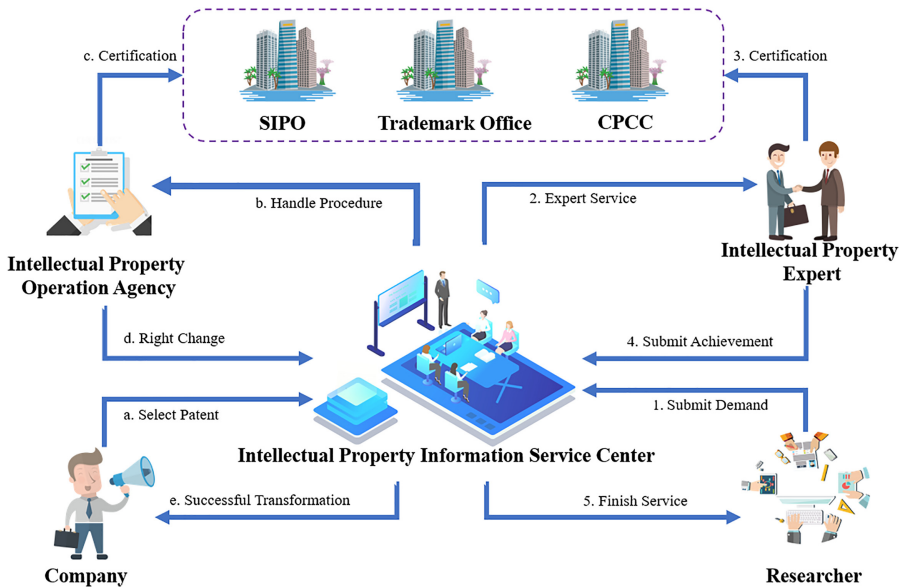 c. Certification
3. Certification
SIPO
Trademark Office
CPCC
b. Handle Procedure
2. Expert Service
Intellectual Property
Operation Agency
Intellectual Property
Expert
d. Right Change
4. Submit Achievement
a. Select Patent
1. Submit Demand
Intellectual Property Information Service Center
e. Successful Transformation
5. Finish Service
Company
Researcher